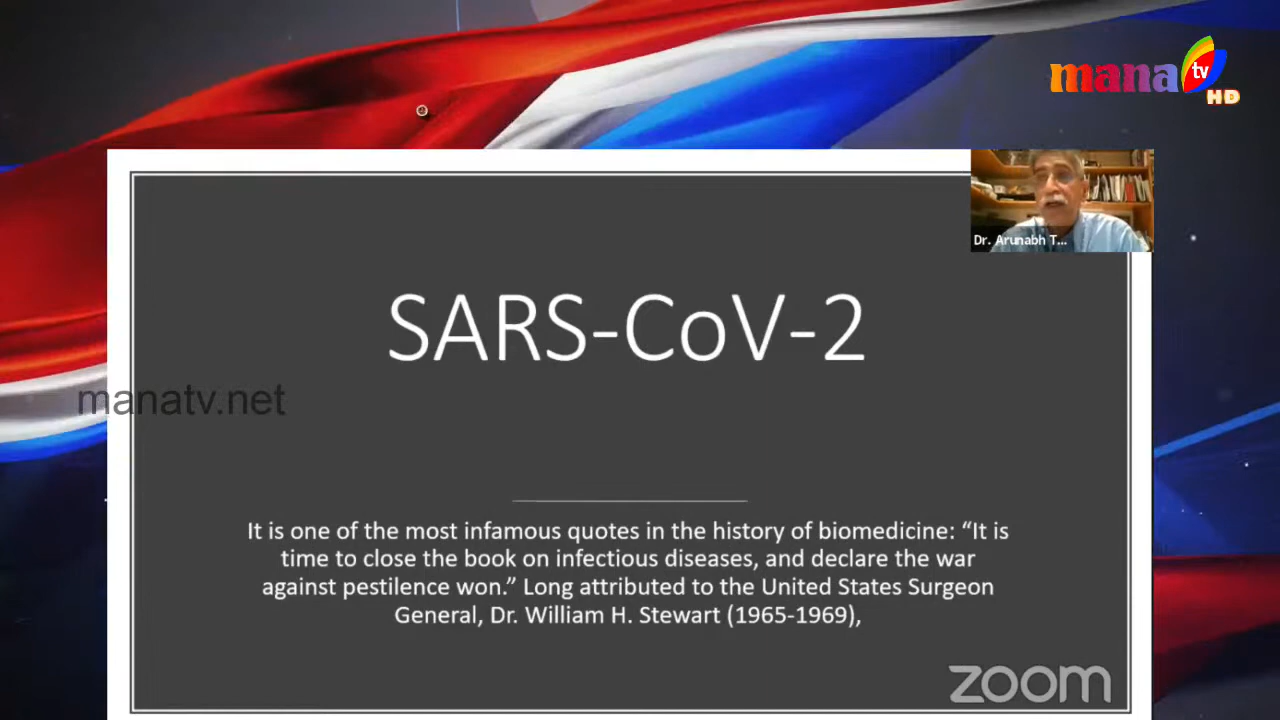 mana tv HD
Dr. Arunabh T...
SARS-CoV-2
manatv.net
It is one of the most infamous quotes in the history of biomedicine: “It is
time to close the book on infectious diseases, and declare the war
against pestilence won.” Long attributed to the United States Surgeon
General, Dr. William H. Stewart (1965-1969),
zoom